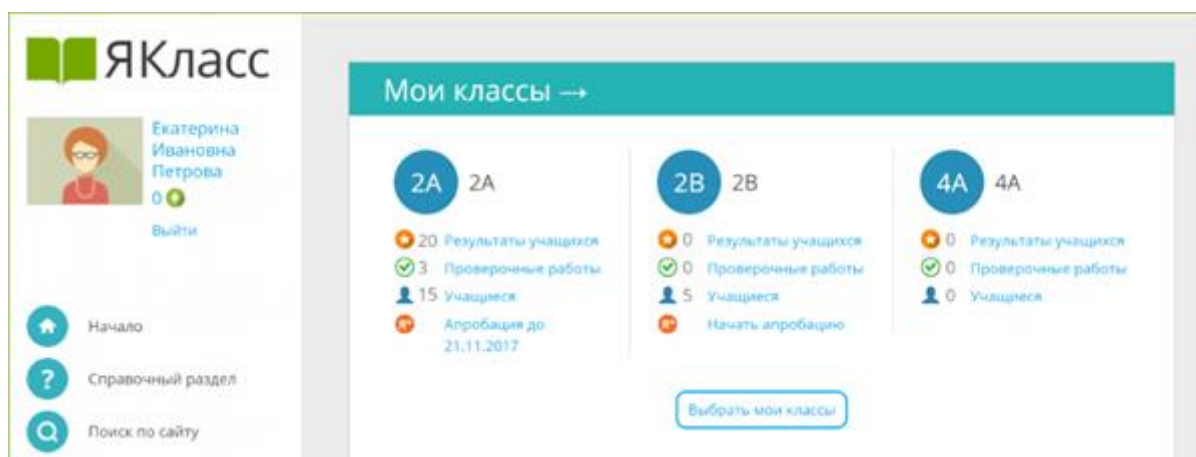 ЯКласс
Екатерина
Ивановна
Петрова
0
Выйти
Начало
Справочный раздел
Поиск по сайту
Мои классы →
2А 2А
20 Результаты учащихся
3 Проверочные работы
15 Учащиеся
Я+ Апробация до
21.11.2017
2В 2В
0 Результаты учащихся
0 Проверочные работы
5 Учащиеся
Я+ Начать апробацию
4А 4А
0 Результаты учащихся
0 Проверочные работы
0 Учащиеся
Выбрать мои классы